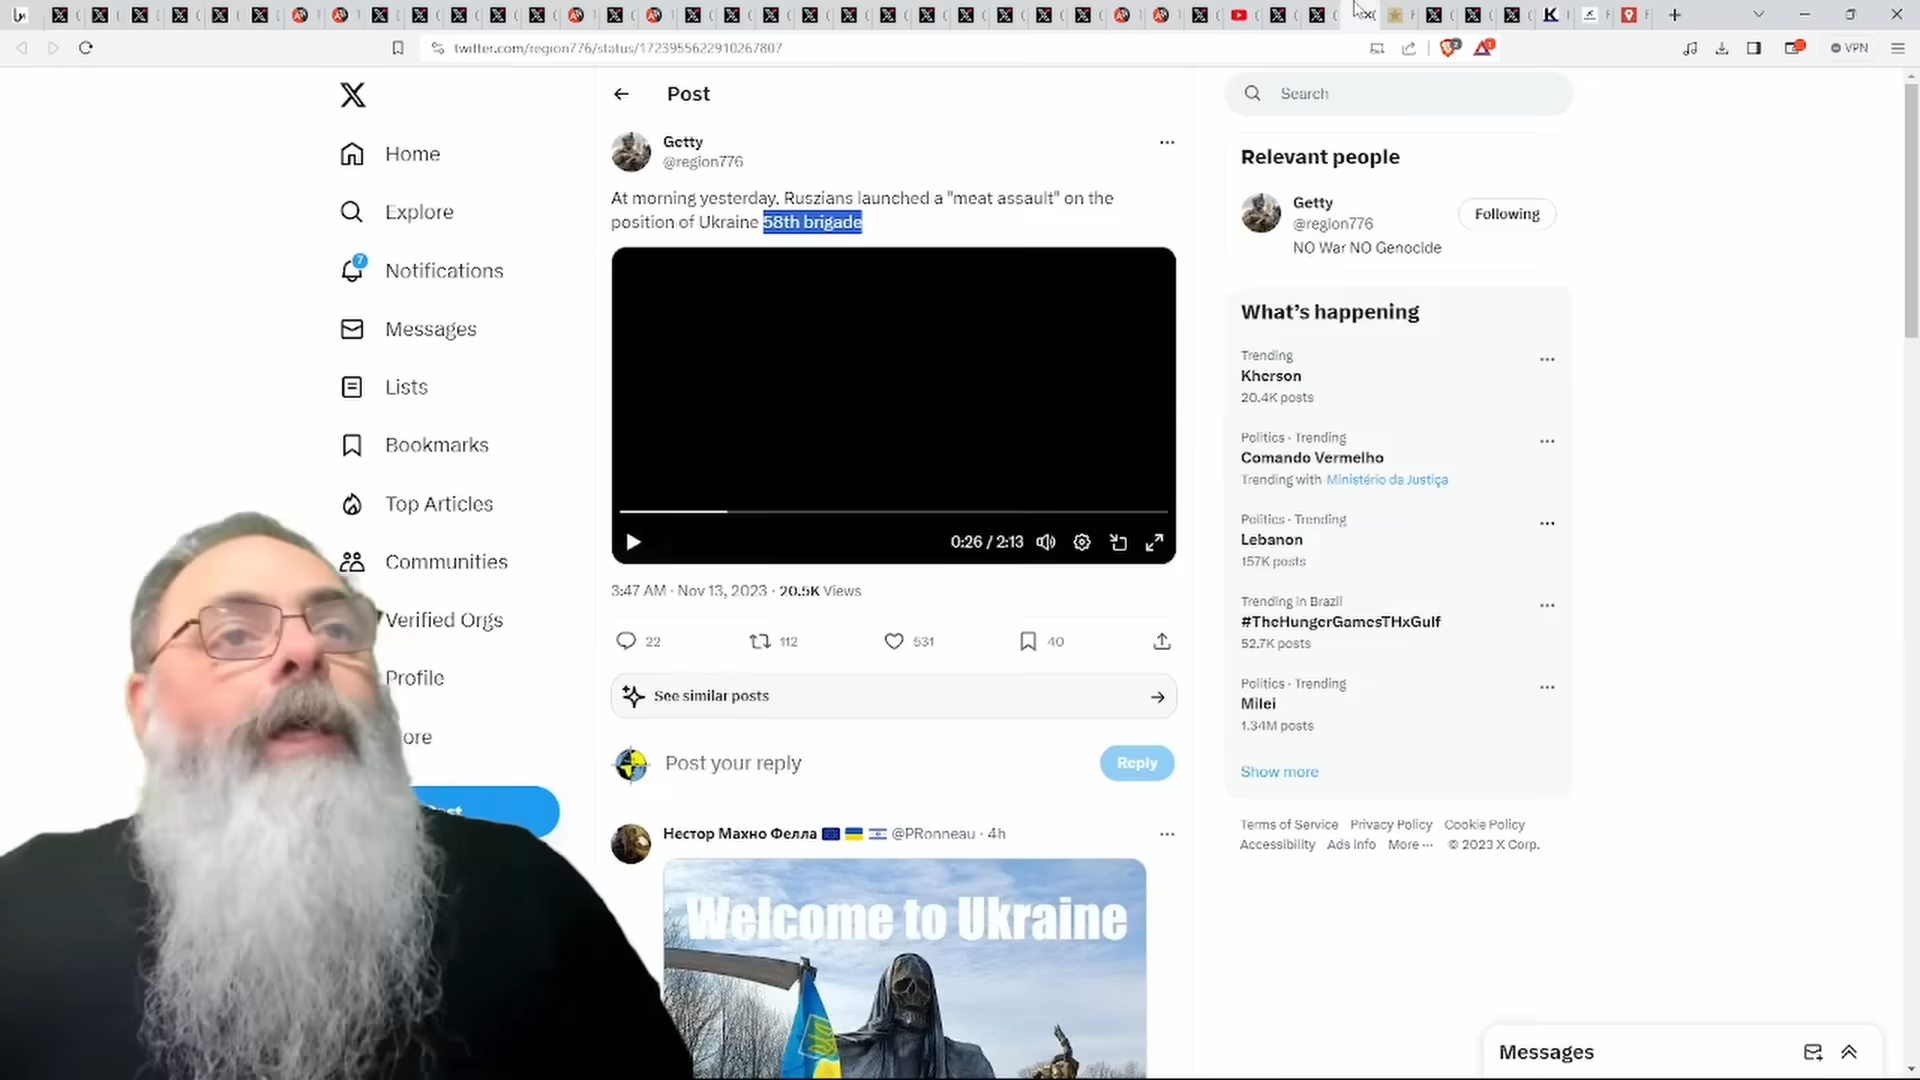 twitter.com/region776/status/1723955622910267807
VPN
Post
Search
Home
Explore
7
Notifications
Messages
Lists
Bookmarks
Top Articles
Communities
Verified Orgs
Profile
ore
Getty
@region776
At morning yesterday, Ruszians launched a "meat assault" on the
position of Ukraine 58th brigade
0:26 / 2:13
3:47 AM · Nov 13, 2023 · 20.5K Views
22
112
531
40
See similar posts
Post your reply
Reply
Нестор Махно Фелла @PRonneau · 4h
Welcome to Ukraine
Relevant people
Getty
@region776
Following
NO War NO Genocide
What's happening
Trending
Kherson
20.4K posts
Politics · Trending
Comando Vermelho
Trending with Ministério da Justiça
Politics · Trending
Lebanon
157K posts
Trending in Brazil
#TheHungerGamesTHxGulf
52.7K posts
Politics · Trending
Milei
1.34M posts
Show more
Terms of Service Privacy Policy Cookie Policy
Accessibility Ads info More ··· © 2023 X Corp.
Messages